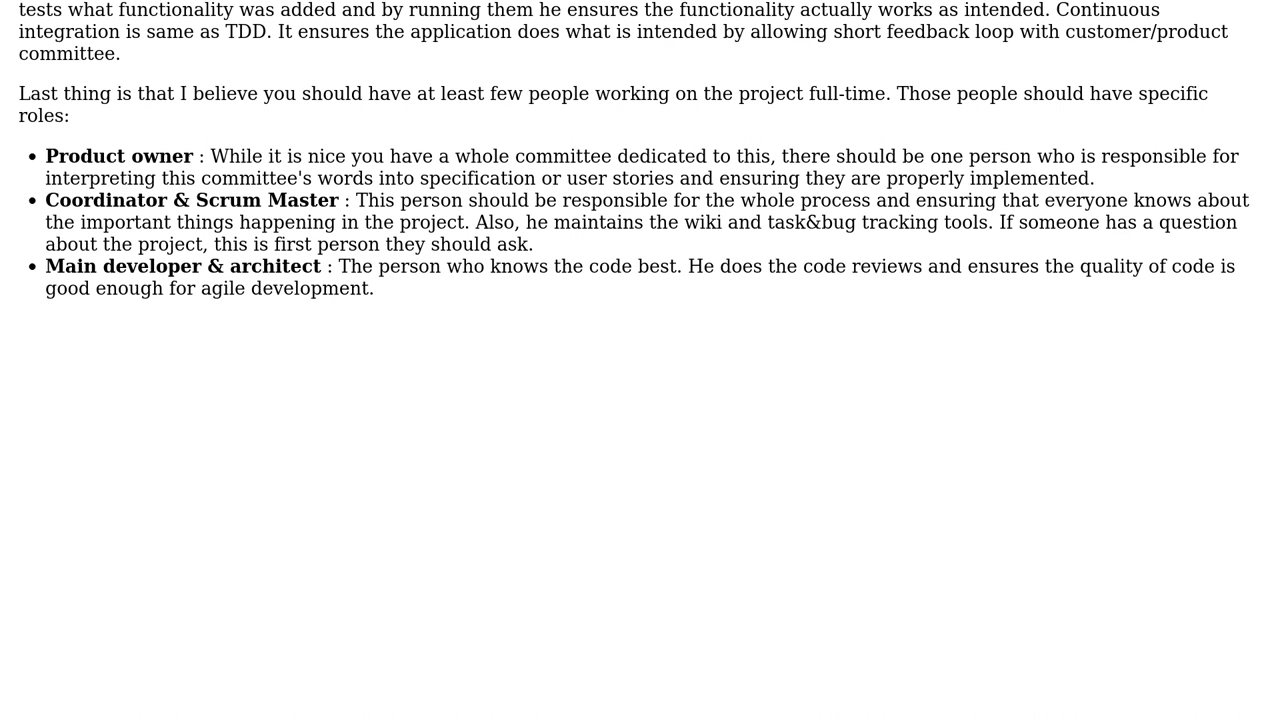 tests what functionality was added and by running them he ensures the functionality actually works as intended. Continuous
integration is same as TDD. It ensures the application does what is intended by allowing short feedback loop with customer/product
committee.
Last thing is that I believe you should have at least few people working on the project full-time. Those people should have specific
roles:
• Product owner : While it is nice you have a whole committee dedicated to this, there should be one person who is responsible for
interpreting this committee's words into specification or user stories and ensuring they are properly implemented.
• Coordinator & Scrum Master : This person should be responsible for the whole process and ensuring that everyone knows about
the important things happening in the project. Also, he maintains the wiki and task&bug tracking tools. If someone has a question
about the project, this is first person they should ask.
• Main developer & architect : The person who knows the code best. He does the code reviews and ensures the quality of code is
good enough for agile development.